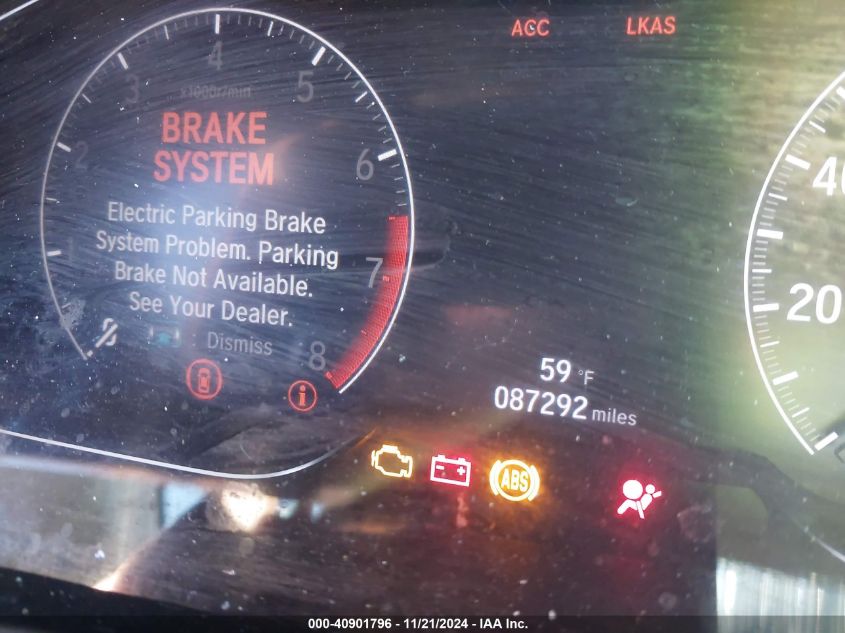 ACC LKAS
4
3 5
x1000r/min
BRAKE
SYSTEM
2 6
40
Electric Parking Brake
System Problem. Parking
Brake Not Available.
See Your Dealer.
1 7
20
: Dismiss
8
59 °F
087292 miles
ABS
000-40901796 - 11/21/2024 - IAA Inc.